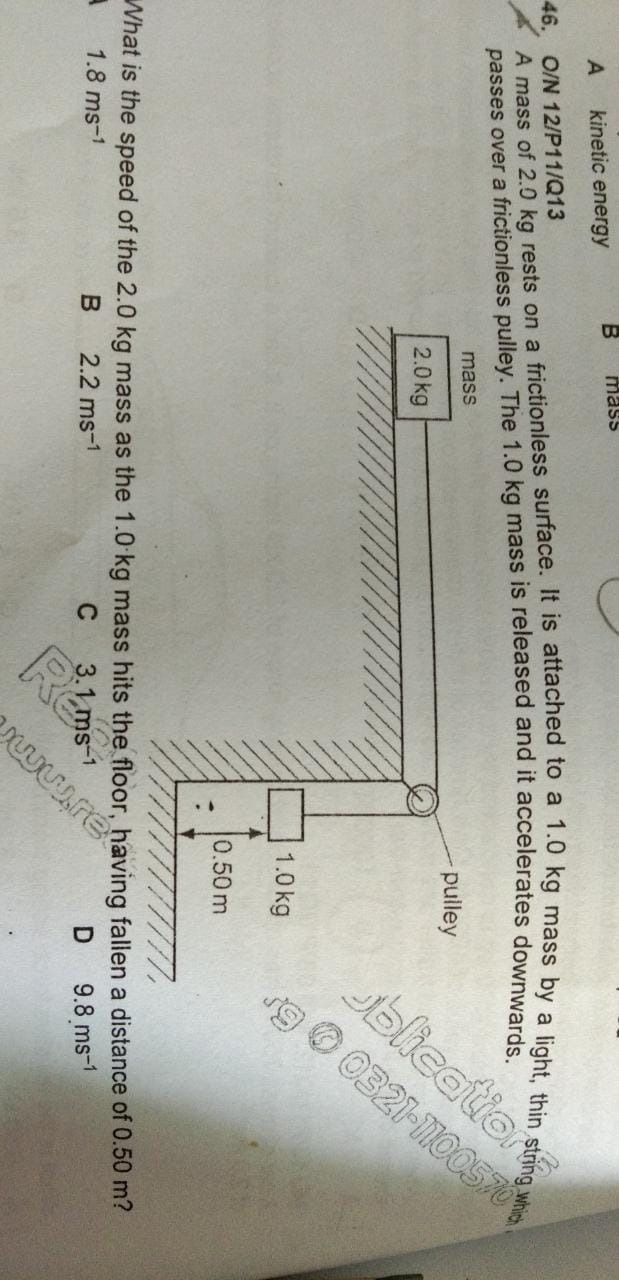 A kinetic energy B mass
46. O/N 12/P11/Q13
A mass of 2.0 kg rests on a frictionless surface. It is attached to a 1.0 kg mass by a light, thin string which
passes over a frictionless pulley. The 1.0 kg mass is released and it accelerates downwards.
mass
pulley
2.0 kg
1.0 kg
0.50 m
What is the speed of the 2.0 kg mass as the 1.0 kg mass hits the floor, having fallen a distance of 0.50 m?
A 1.8 ms⁻¹ B 2.2 ms⁻¹ C 3.1 ms⁻¹ D 9.8 ms⁻¹
© 0321-1100570